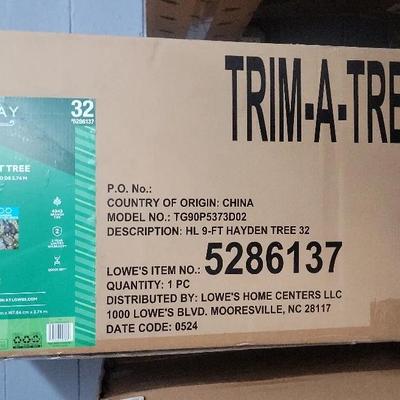 TRIM-A-TRE
AY
32
#5286137
T TREE
P.O. No.:
COUNTRY OF ORIGIN: CHINA
MODEL NO.: TG90P5373D02
DESCRIPTION: HL 9-FT HAYDEN TREE 32
LOWE'S ITEM NO.: 5286137
QUANTITY: 1 PC
DISTRIBUTED BY: LOWE'S HOME CENTERS LLC
1000 LOWE'S BLVD. MOORESVILLE, NC 28117
DATE CODE: 0524